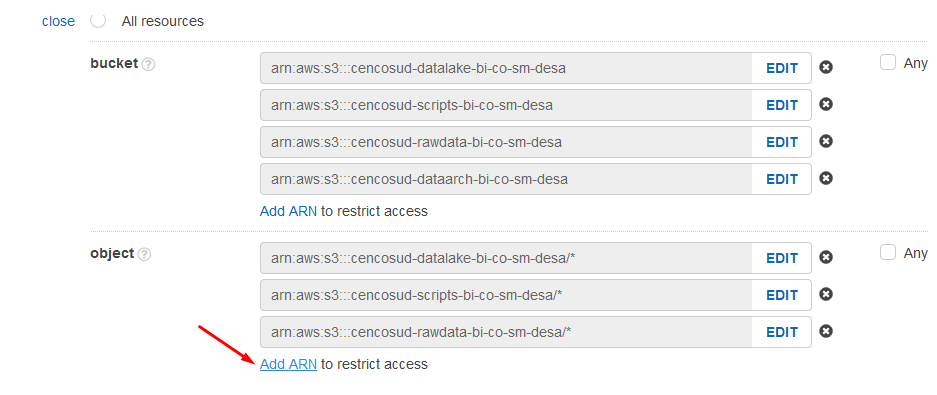 close All resources
bucket ? arn:aws:s3:::cencosud-datalake-bi-co-sm-desa EDIT Any
arn:aws:s3:::cencosud-scripts-bi-co-sm-desa EDIT
arn:aws:s3:::cencosud-rawdata-bi-co-sm-desa EDIT
arn:aws:s3:::cencosud-dataarch-bi-co-sm-desa EDIT
Add ARN to restrict access
object ? arn:aws:s3:::cencosud-datalake-bi-co-sm-desa/* EDIT Any
arn:aws:s3:::cencosud-scripts-bi-co-sm-desa/* EDIT
arn:aws:s3:::cencosud-rawdata-bi-co-sm-desa/* EDIT
Add ARN to restrict access